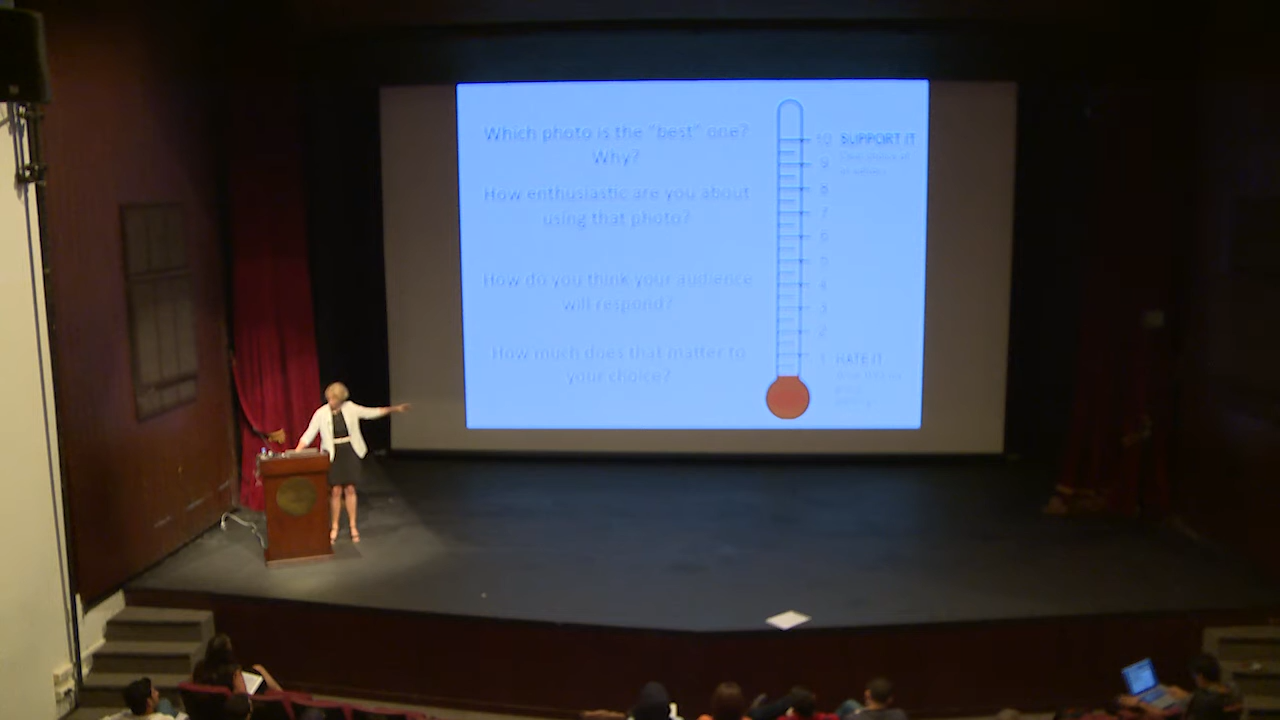 Which photo is the “best” one?
Why?
How enthusiastic are you about
using that photo?
How do you think your audience
will respond?
How much does that matter to
your choice?
10 SUPPORT IT
9
8
7
6
5
4
3
2
1 HATE IT